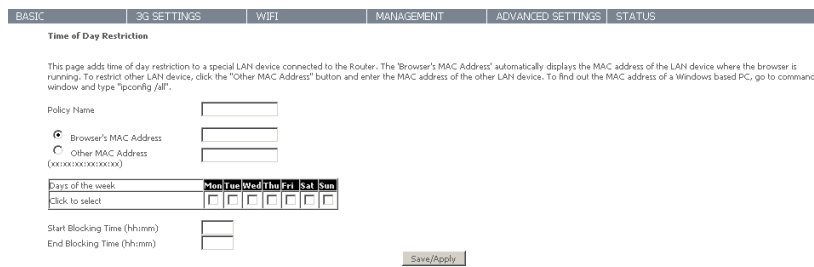 BASIC 3G SETTINGS WIFI MANAGEMENT ADVANCED SETTINGS STATUS
Time of Day Restriction
This page adds time of day restriction to a special LAN device connected to the Router. The 'Browser's MAC Address' automatically displays the MAC address of the LAN device where the browser is
running. To restrict other LAN device, click the "Other MAC Address" button and enter the MAC address of the other LAN device. To find out the MAC address of a Windows based PC, go to command
window and type "ipconfig /all".
Policy Name
Browser's MAC Address
Other MAC Address
(xx:xx:xx:xx:xx:xx)
Days of the week Mon Tue Wed Thu Fri Sat Sun
Click to select
Start Blocking Time (hh:mm)
End Blocking Time (hh:mm)
Save/Apply